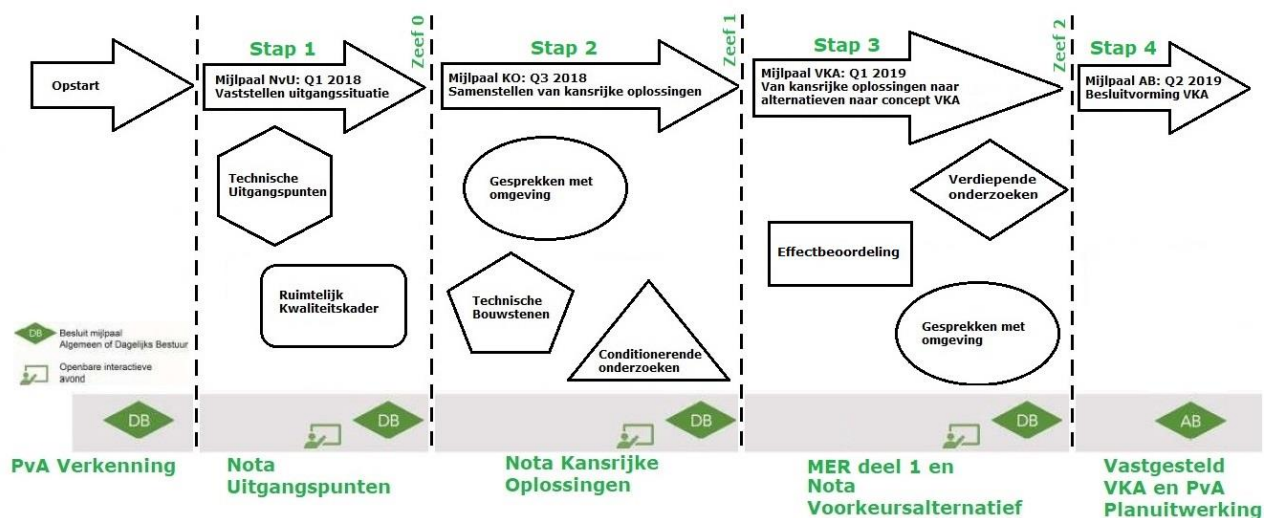 Stap 1
Zeef 0
Stap 2
Zeef 1
Stap 3
Zeef 2
Stap 4
Opstart
Mijlpaal NvU: Q1 2018
Vaststellen uitgangssituatie
Mijlpaal KO: Q3 2018
Samenstellen van kansrijke oplossingen
Mijlpaal VKA: Q1 2019
Van kansrijke oplossingen naar
alternatieven naar concept VKA
Mijlpaal AB: Q2 2019
Besluitvorming VKA
Technische
Uitgangspunten
Ruimtelijk
Kwaliteitskader
Gesprekken met
omgeving
Technische
Bouwstenen
Conditionerende
onderzoeken
Verdiepende
onderzoeken
Effectbeoordeling
Gesprekken met
omgeving
DB
Besluit mijlpaal
Algemeen of Dagelijks Bestuur
Openbare interactieve
avond
DB
DB
DB
DB
AB
PvA Verkenning
Nota
Uitgangspunten
Nota Kansrijke
Oplossingen
MER deel 1 en
Nota
Voorkeursalternatief
Vastgesteld
VKA en PvA
Planuitwerking